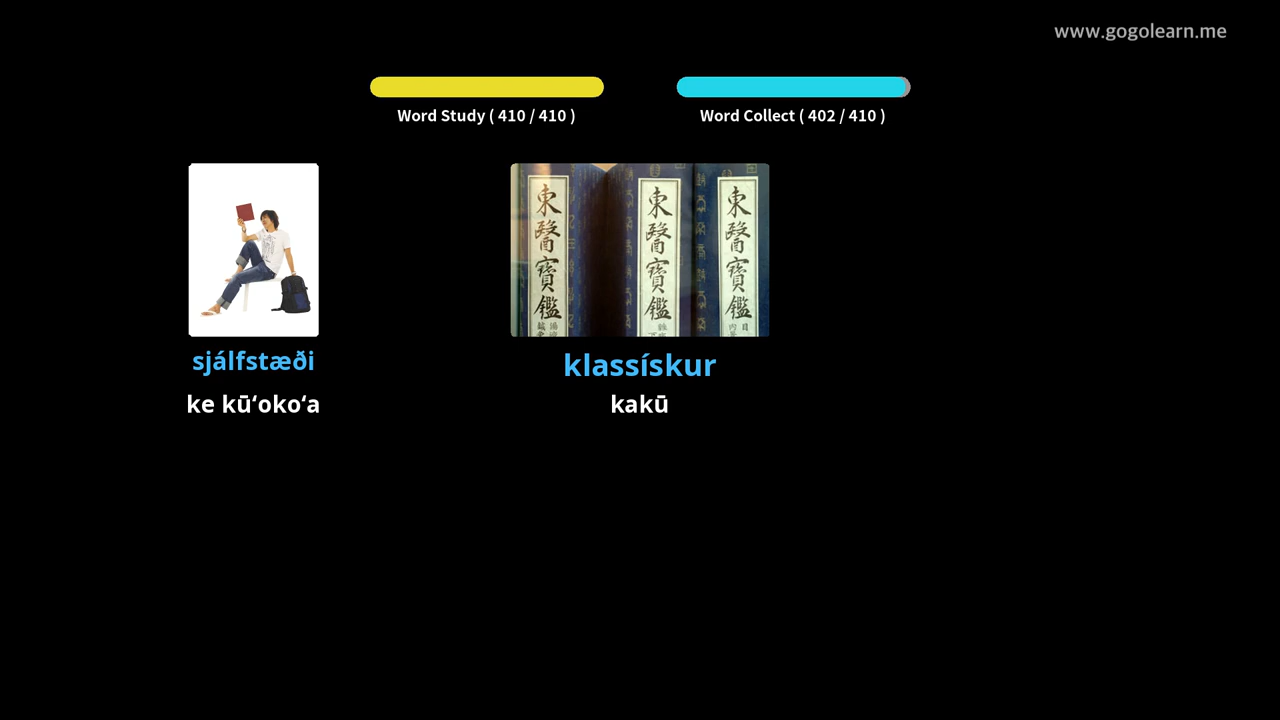 www.gogolearn.me
Word Study ( 410 / 410 )
Word Collect ( 402 / 410 )
東醫寶鑑
東醫寶鑑
東醫寶鑑
sjálfstæði
klassískur
ke kūʻokoʻa
kakū